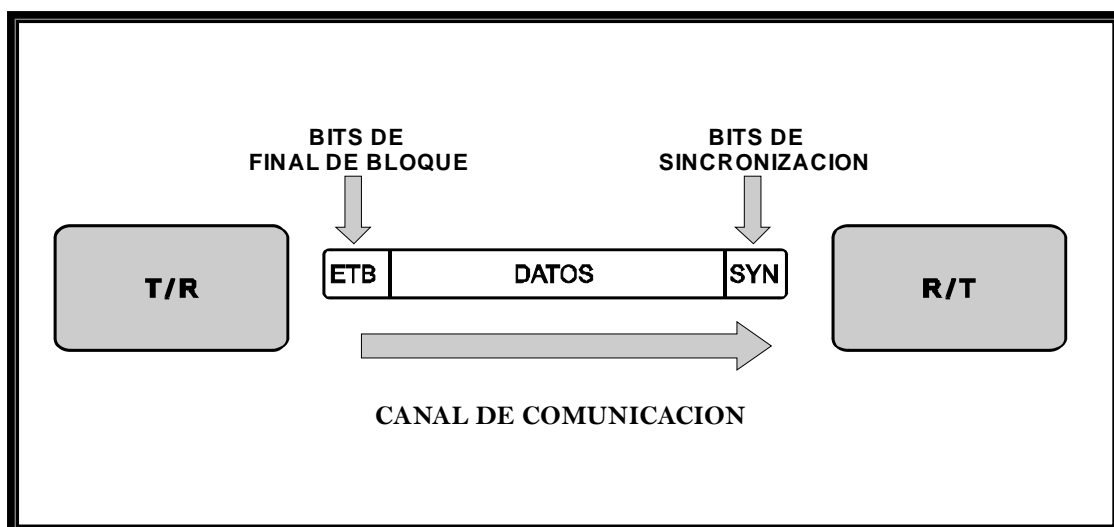 BITS DE
FINAL DE BLOQUE
BITS DE
SINCRONIZACION
T/R
ETB
DATOS
SYN
R/T
CANAL DE COMUNICACION